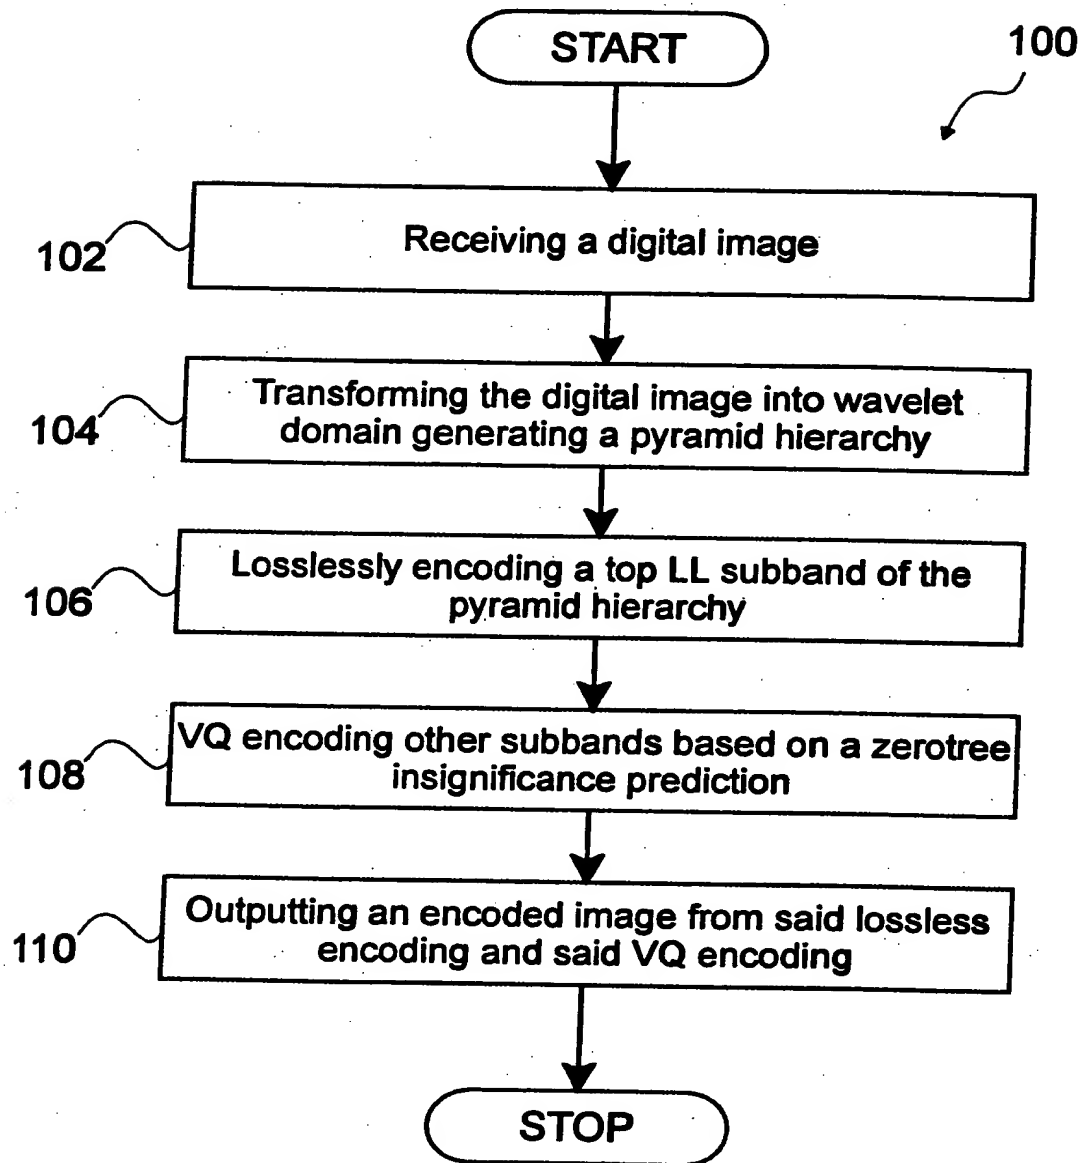 START
100
102
Receiving a digital image
104
Transforming the digital image into wavelet
domain generating a pyramid hierarchy
106
Losslessly encoding a top LL subband of the
pyramid hierarchy
108
VQ encoding other subbands based on a zerotree
insignificance prediction
110
Outputting an encoded image from said lossless
encoding and said VQ encoding
STOP